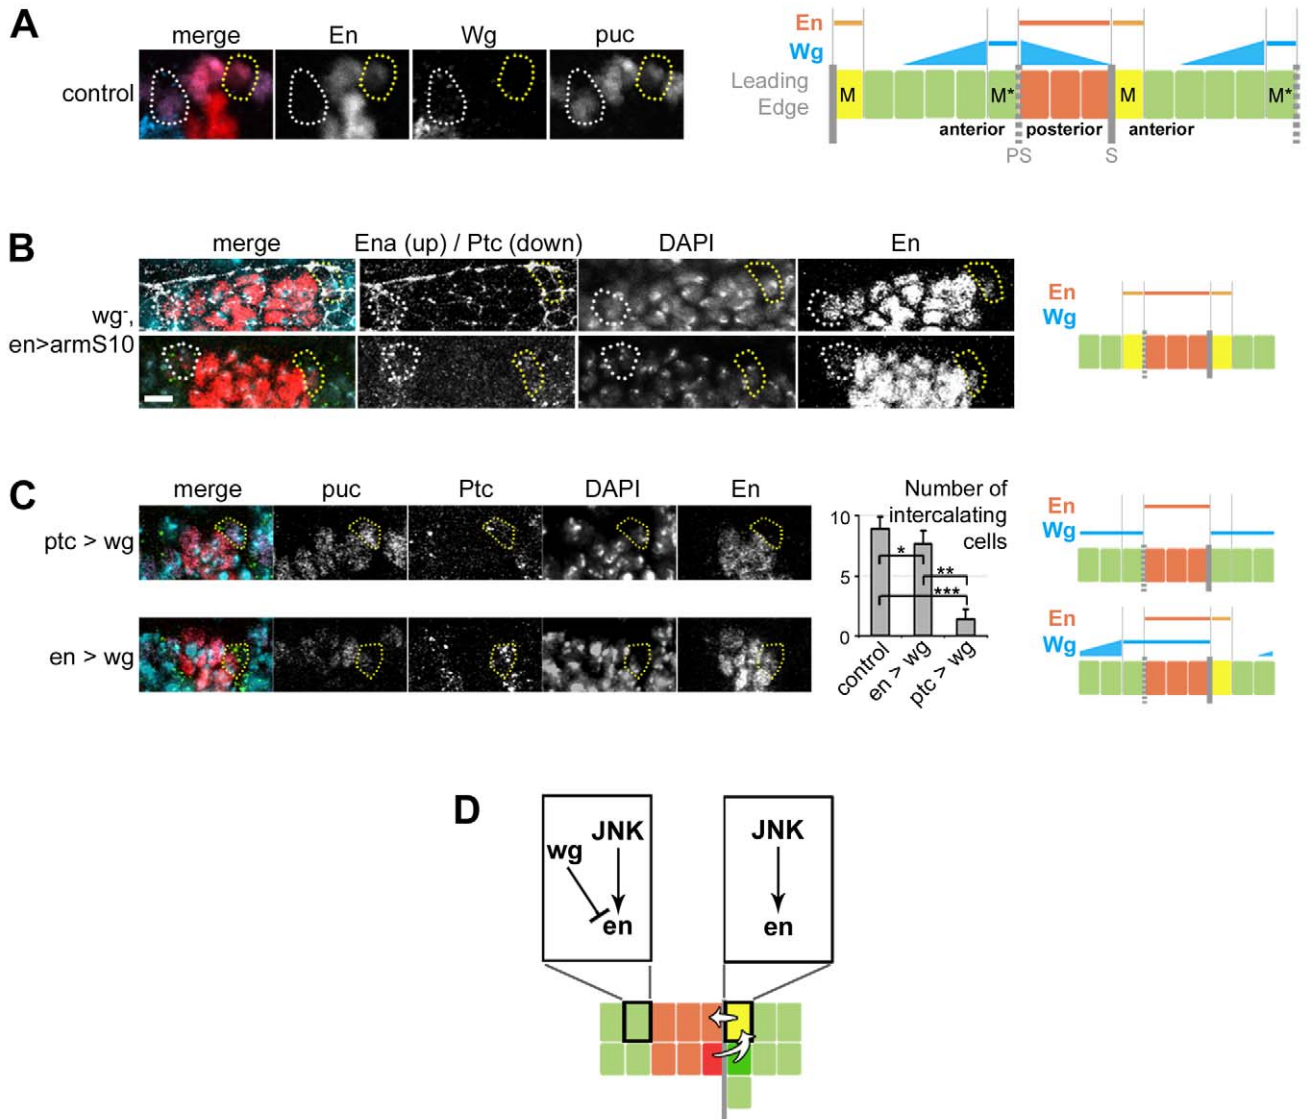 A
merge
En
Wg
puc
control
En
Wg
Leading
Edge
M
M*
M
M*
anterior
posterior
anterior
PS
S
B
merge
Ena (up) / Ptc (down)
DAPI
En
wg-,
en>armS10
En
Wg
C
merge
puc
Ptc
DAPI
En
ptc > wg
en > wg
Number of
intercalating
cells
10
5
0
*
**
***
control
en > wg
ptc > wg
En
Wg
En
Wg
D
JNK
wg
en
JNK
en